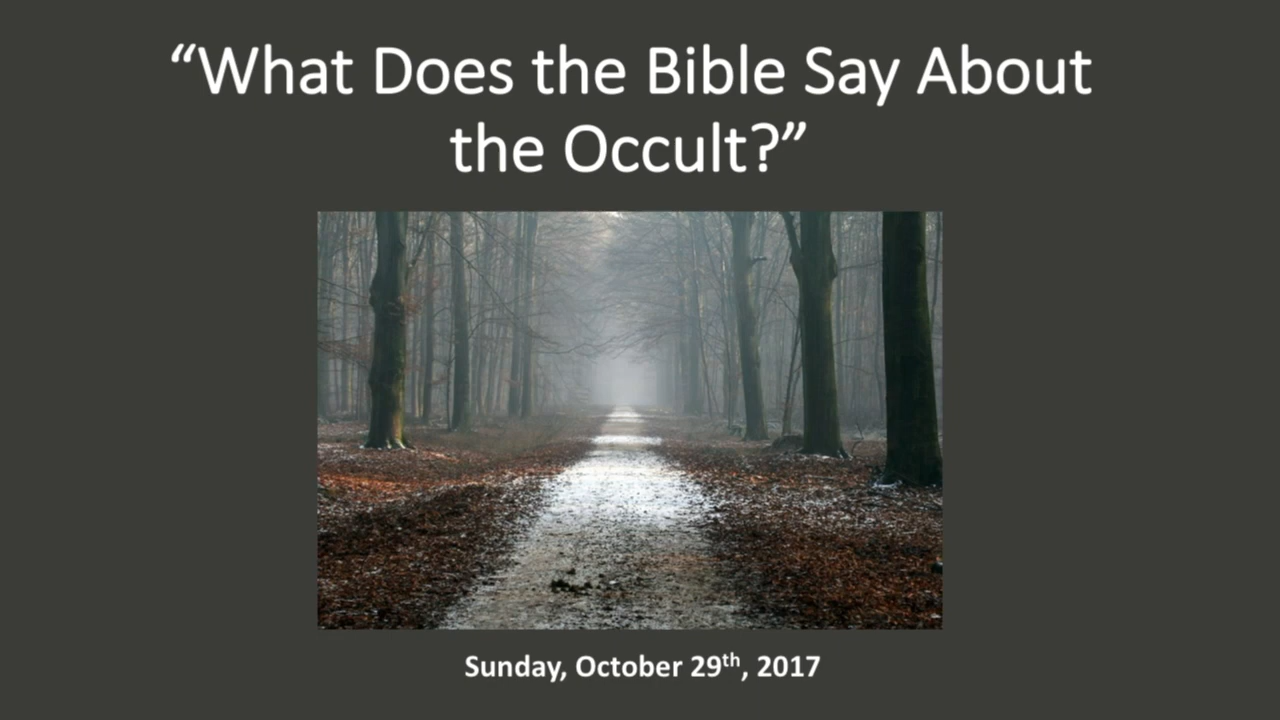 “What Does the Bible Say About
the Occult?”
Sunday, October 29th, 2017